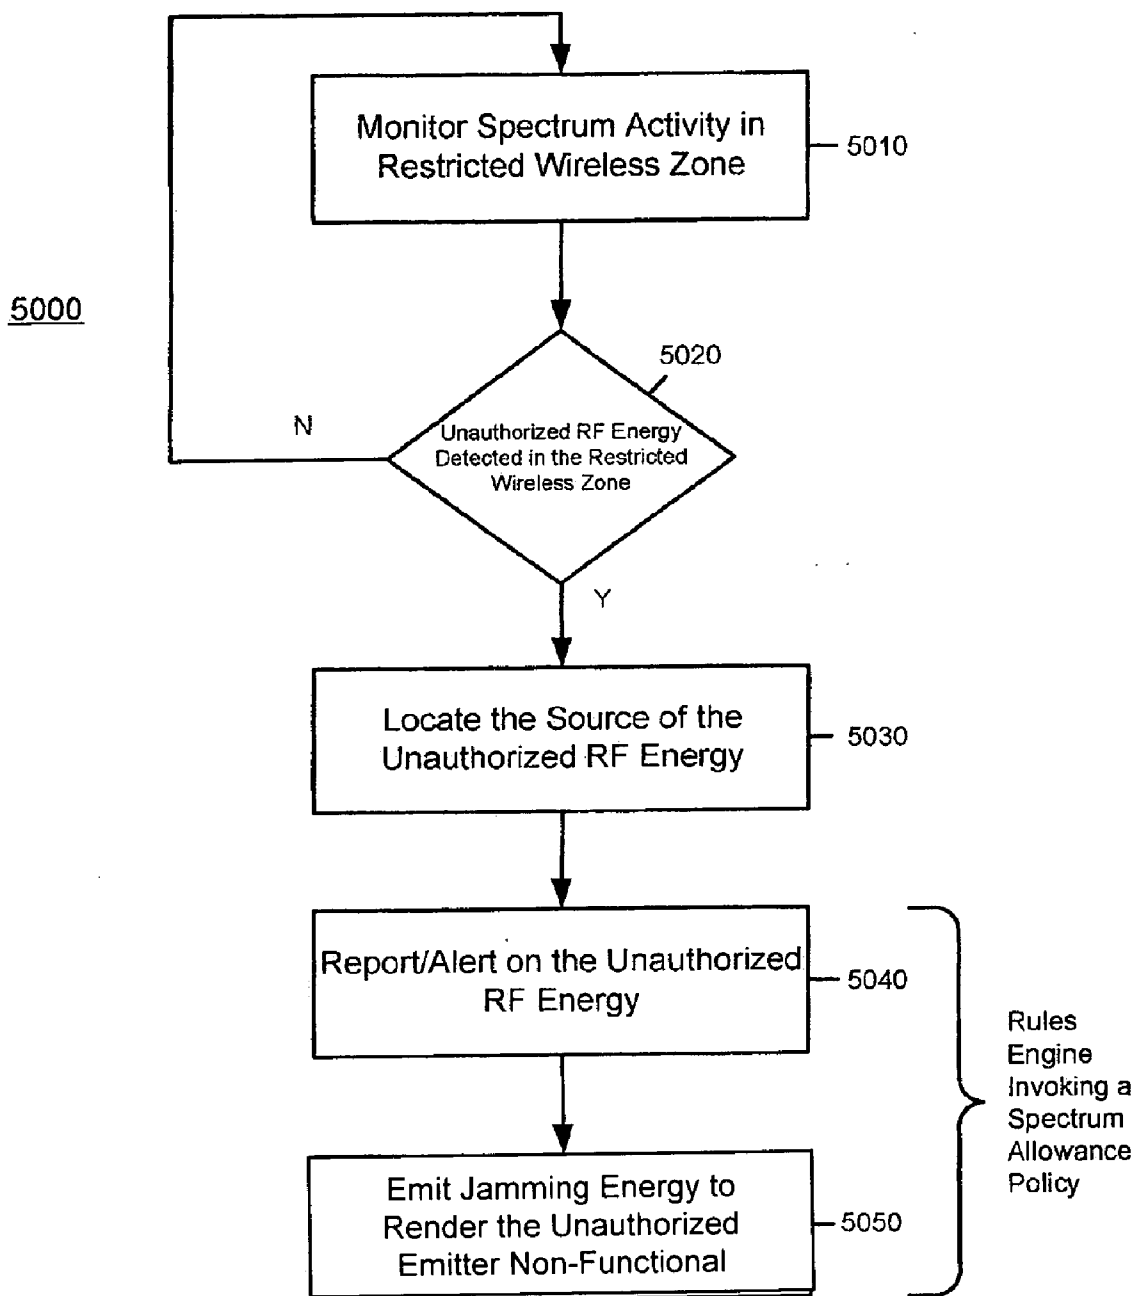 Monitor Spectrum Activity in
Restricted Wireless Zone
5010
5000
5020
N
Unauthorized RF Energy
Detected in the Restricted
Wireless Zone
Y
Locate the Source of the
Unauthorized RF Energy
5030
Report/Alert on the Unauthorized
RF Energy
5040
Rules
Engine
Invoking a
Spectrum
Allowance
Policy
Emit Jamming Energy to
Render the Unauthorized
Emitter Non-Functional
5050